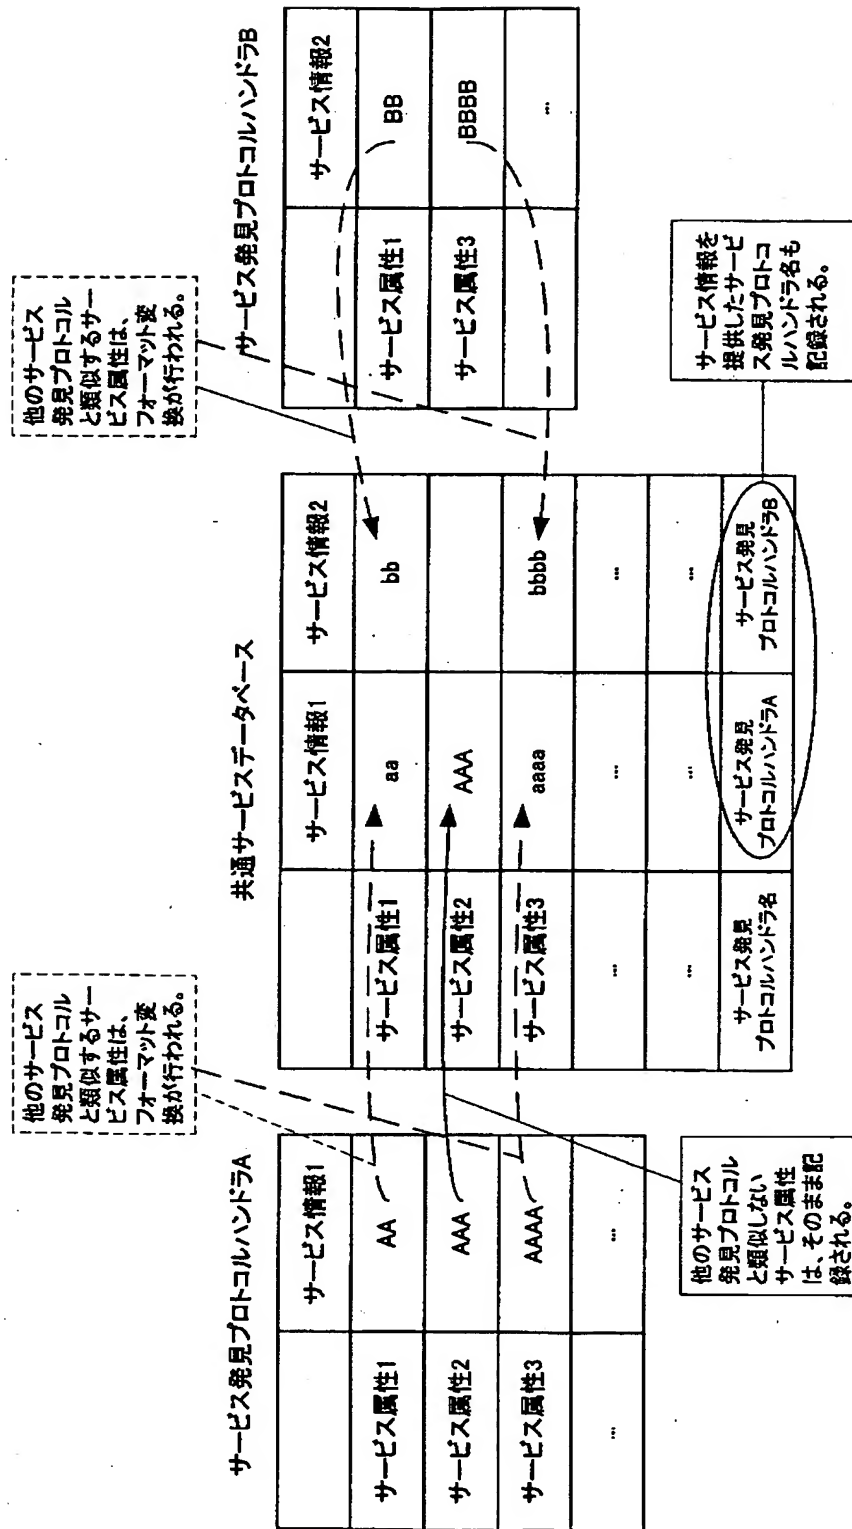 サービス発見プロトコルハンドラA
サービス情報1
サービス属性1
AA
サービス属性2
AAA
サービス属性3
AAAA
...
...
他のサービス
発見プロトコル
と類似するサー
ビス属性は、
フォーマット変
換が行われる。
他のサービス
発見プロトコル
と類似しない
サービス属性
は、そのまま記
録される。
共通サービスデータベース
サービス情報1
サービス情報2
サービス属性1
aa
bb
サービス属性2
AAA
サービス属性3
aaaa
bbbb
...
...
...
...
...
...
サービス発見
プロトコルハンドラ名
サービス発見
プロトコルハンドラA
サービス発見
プロトコルハンドラB
他のサービス
発見プロトコル
と類似するサー
ビス属性は、
フォーマット変
換が行われる。
サービス発見プロトコルハンドラB
サービス情報2
サービス属性1
BB
サービス属性3
BBBB
...
サービス情報を
提供したサービ
ス発見プロトコ
ルハンドラ名も
記録される。